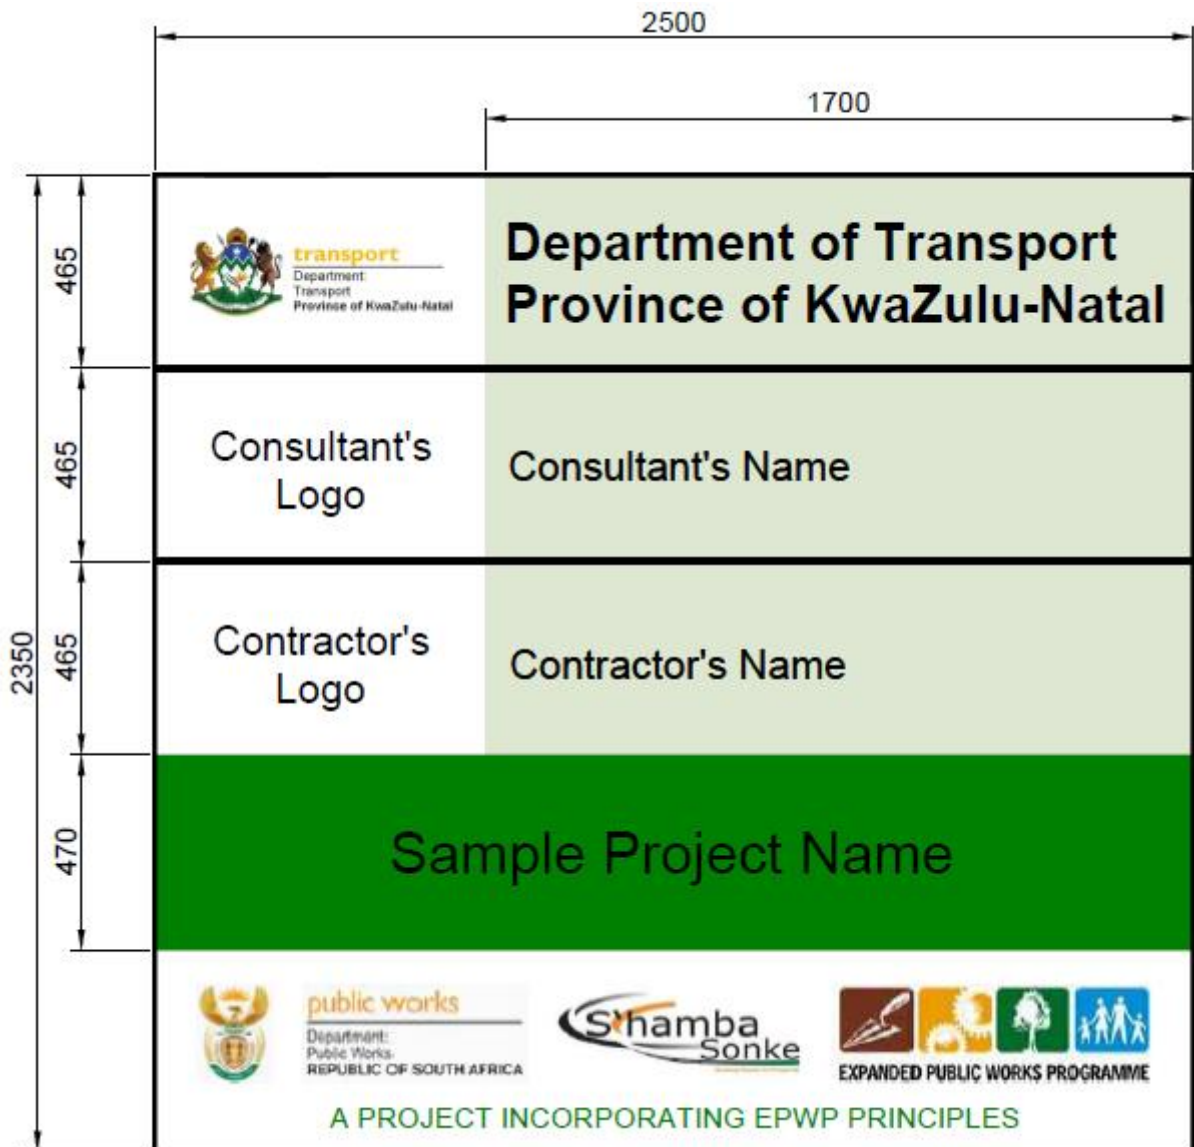 2500
1700
465
transport
Department
Transport
Province of KwaZulu-Natal
Department of Transport
Province of KwaZulu-Natal
465
Consultant's
Logo
Consultant's Name
2350
465
Contractor's
Logo
Contractor's Name
470
Sample Project Name
public works
Department:
Public Works
REPUBLIC OF SOUTH AFRICA
S'hamba
Sonke
EXPANDED PUBLIC WORKS PROGRAMME
A PROJECT INCORPORATING EPWP PRINCIPLES